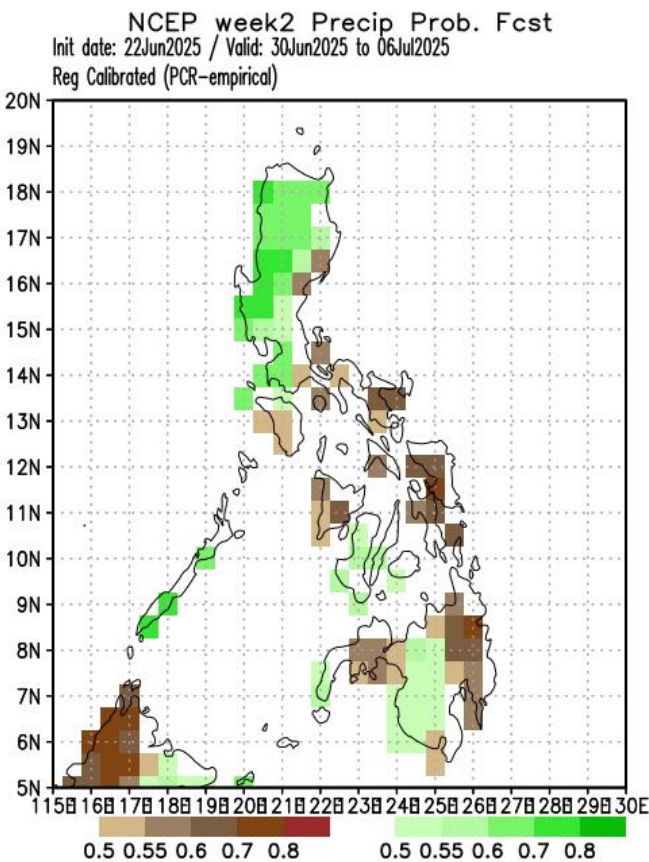 NCEP week2 Precip Prob. Fcst
Init date: 22Jun2025 / Valid: 30Jun2025 to 06Jul2025
Reg Calibrated (PCR-empirical)
20N
19N
18N
17N
16N
15N
14N
13N
12N
11N
10N
9N
8N
7N
6N
5N
115E 116E 117E 118E 119E 120E 121E 122E 123E 124E 125E 126E 127E 128E 129E 130E
0.5 0.55 0.6 0.7 0.8 0.5 0.55 0.6 0.7 0.8